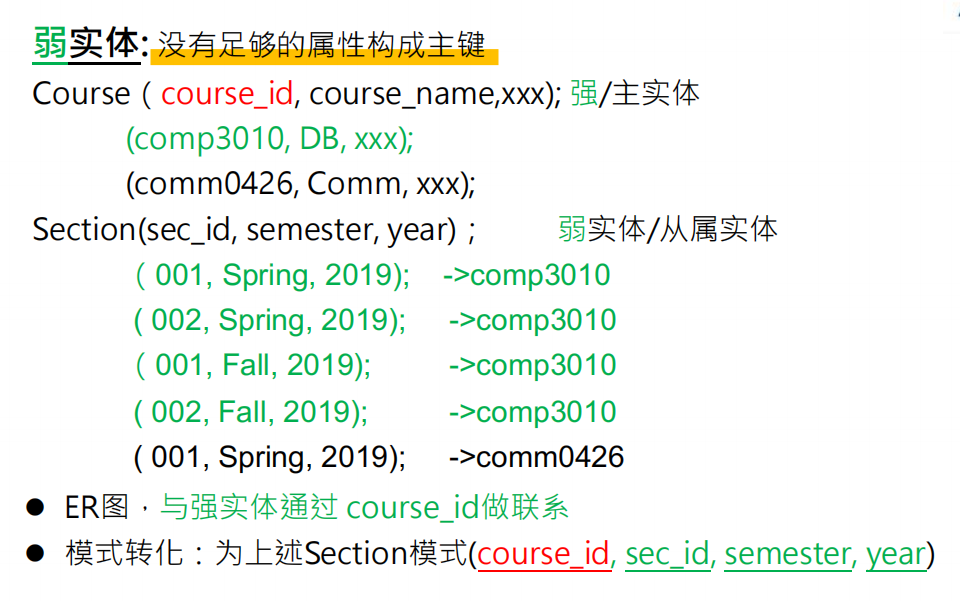 弱实体: 没有足够的属性构成主键
Course（course_id, course_name,xxx); 强/主实体
(comp3010, DB, xxx);
(comm0426, Comm, xxx);
Section(sec_id, semester, year)； 弱实体/从属实体
（ 001, Spring, 2019); ->comp3010
( 002, Spring, 2019); ->comp3010
（ 001, Fall, 2019); ->comp3010
( 002, Fall, 2019); ->comp3010
( 001, Spring, 2019); ->comm0426
● ER图，与强实体通过 course_id做联系
● 模式转化：为上述Section模式(course_id, sec_id, semester, year)